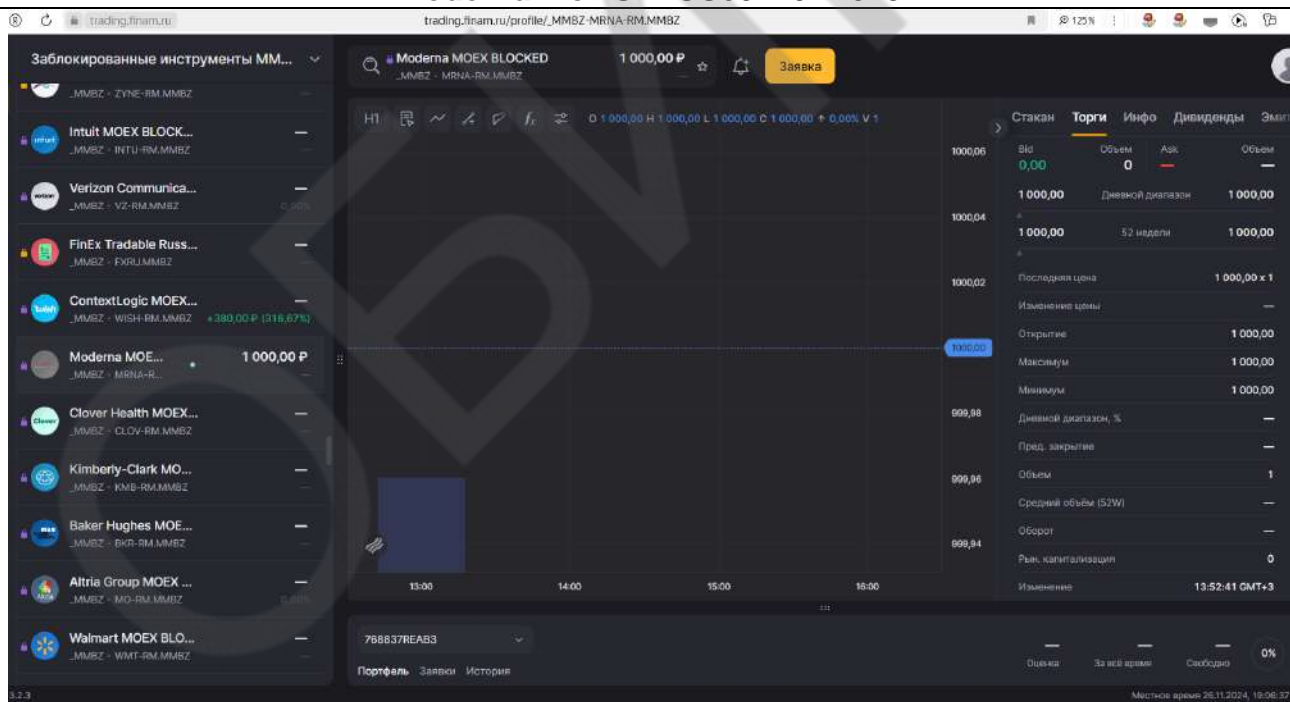 trading.finam.ru
trading.finam.ru/profile/_MMBZ-MRNA-RM.MMBZ
125%
Заблокированные инструменты ММ...
_MMBZ - ZYNE-RM.MMBZ
Intuit MOEX BLOCK...
_MMBZ - INTU-RM.MMBZ
Verizon Communica...
_MMBZ - VZ-RM.MMBZ
0,00%
FinEx Tradable Russ...
_MMBZ - FXRU.MMBZ
ContextLogic MOEX...
_MMBZ - WISH-RM.MMBZ +380,00 ₽ (316,67%)
Moderna MOE... 1 000,00 ₽
_MMBZ - MRNA-R...
Clover Health MOEX...
_MMBZ - CLOV-RM.MMBZ
Kimberly-Clark MO...
_MMBZ - KMB-RM.MMBZ
Baker Hughes MOE...
_MMBZ - BKR-RM.MMBZ
Altria Group MOEX ...
_MMBZ - MO-RM.MMBZ
0,00%
Walmart MOEX BLO...
_MMBZ - WMT-RM.MMBZ
3.2.3
Moderna MOEX BLOCKED 1 000,00 ₽
_MMBZ - MRNA-RM.MMBZ
Заявка
H1 O 1 000,00 H 1 000,00 L 1 000,00 C 1 000,00 0,00% V 1
1000,06
1000,04
1000,02
1000,00
999,98
999,96
999,94
13:00 14:00 15:00 16:00
768837REAB3
Портфель Заявки История
Стакан Торги Инфо Дивиденды Эмит
Bid Объем Ask Объем
0,00 0 — —
1 000,00 Дневной диапазон 1 000,00
1 000,00 52 недели 1 000,00
Последняя цена 1 000,00 x 1
Изменение цены —
Открытие 1 000,00
Максимум 1 000,00
Минимум 1 000,00
Дневной диапазон, % —
Пред. закрытие —
Объем 1
Средний объём (52W) —
Оборот —
Рын. капитализация 0
Изменение 13:52:41 GMT+3
Оценка За всё время Свободно 0%
Местное время 26.11.2024, 19:06:37